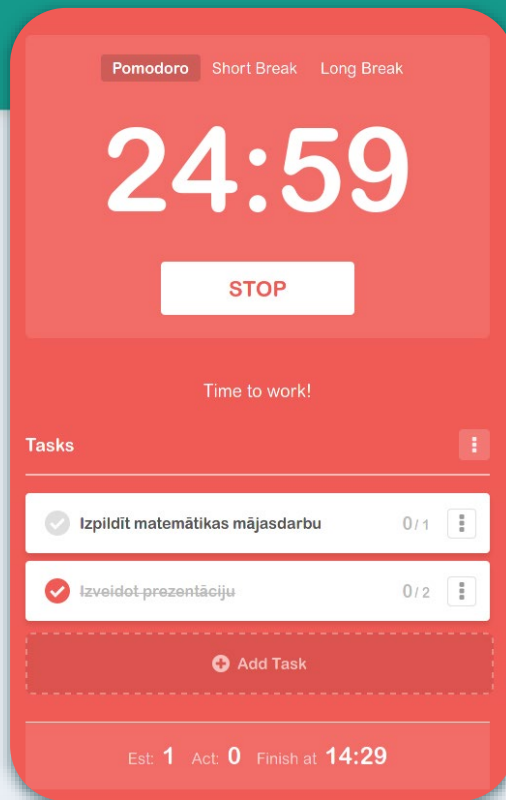 Pomodoro Short Break Long Break
24:59
STOP
Time to work!
Tasks
Izpildīt matemātikas mājasdarbu 0/ 1
Izveidot prezentāciju 0/ 2
Add Task
Est: 1 Act: 0 Finish at 14:29